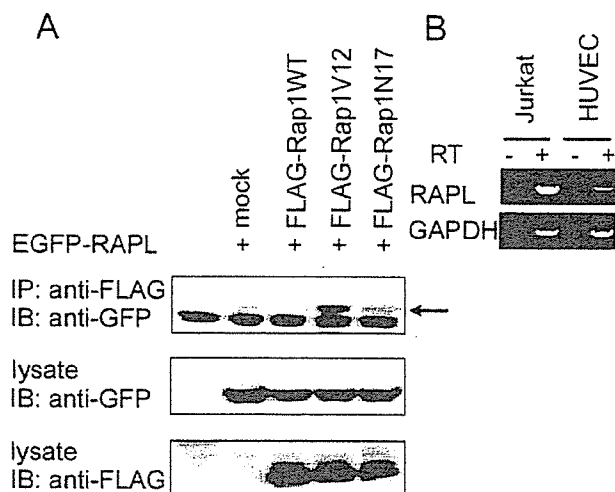 A
B
mock
FLAG-Rap1WT
FLAG-Rap1V12
FLAG-Rap1N17
EGFP-RAPL + + + +
IP: anti-FLAG
IB: anti-GFP
lysate
IB: anti-GFP
lysate
IB: anti-FLAG
Jurkat
HUVEC
RT - + - +
RAPL
GAPDH